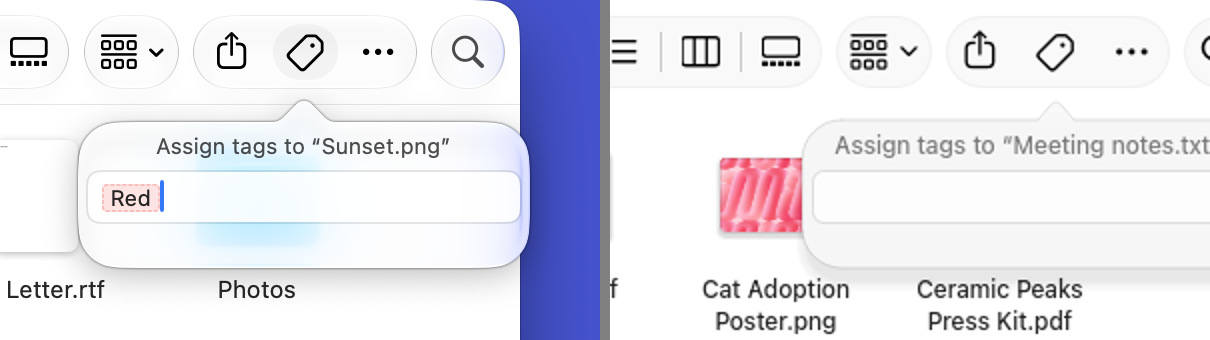 Assign tags to “Sunset.png”
Red
Letter.rtf
Photos
Assign tags to “Meeting notes.txt
f
Cat Adoption
Poster.png
Ceramic Peaks
Press Kit.pdf